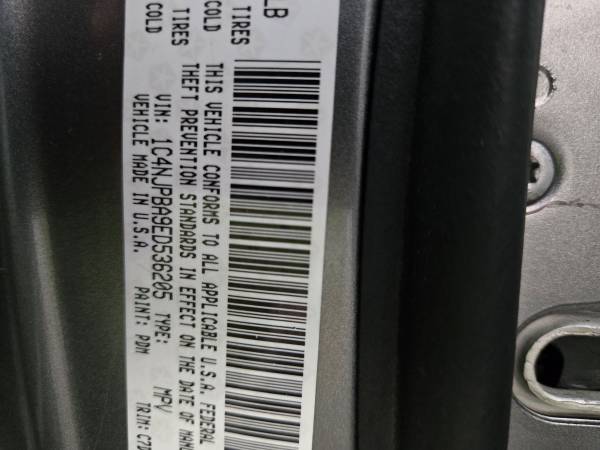 LB
TIRES COLD
TIRES COLD
THIS VEHICLE CONFORMS TO ALL APPLICABLE U.S.A. FEDERAL
THEFT PREVENTION STANDARDS IN EFFECT ON THE DATE OF
VIN: 1C4NJPBA9ED536205 TYPE: MPV
VEHICLE MADE IN U.S.A. PAINT: PDM TRIM: